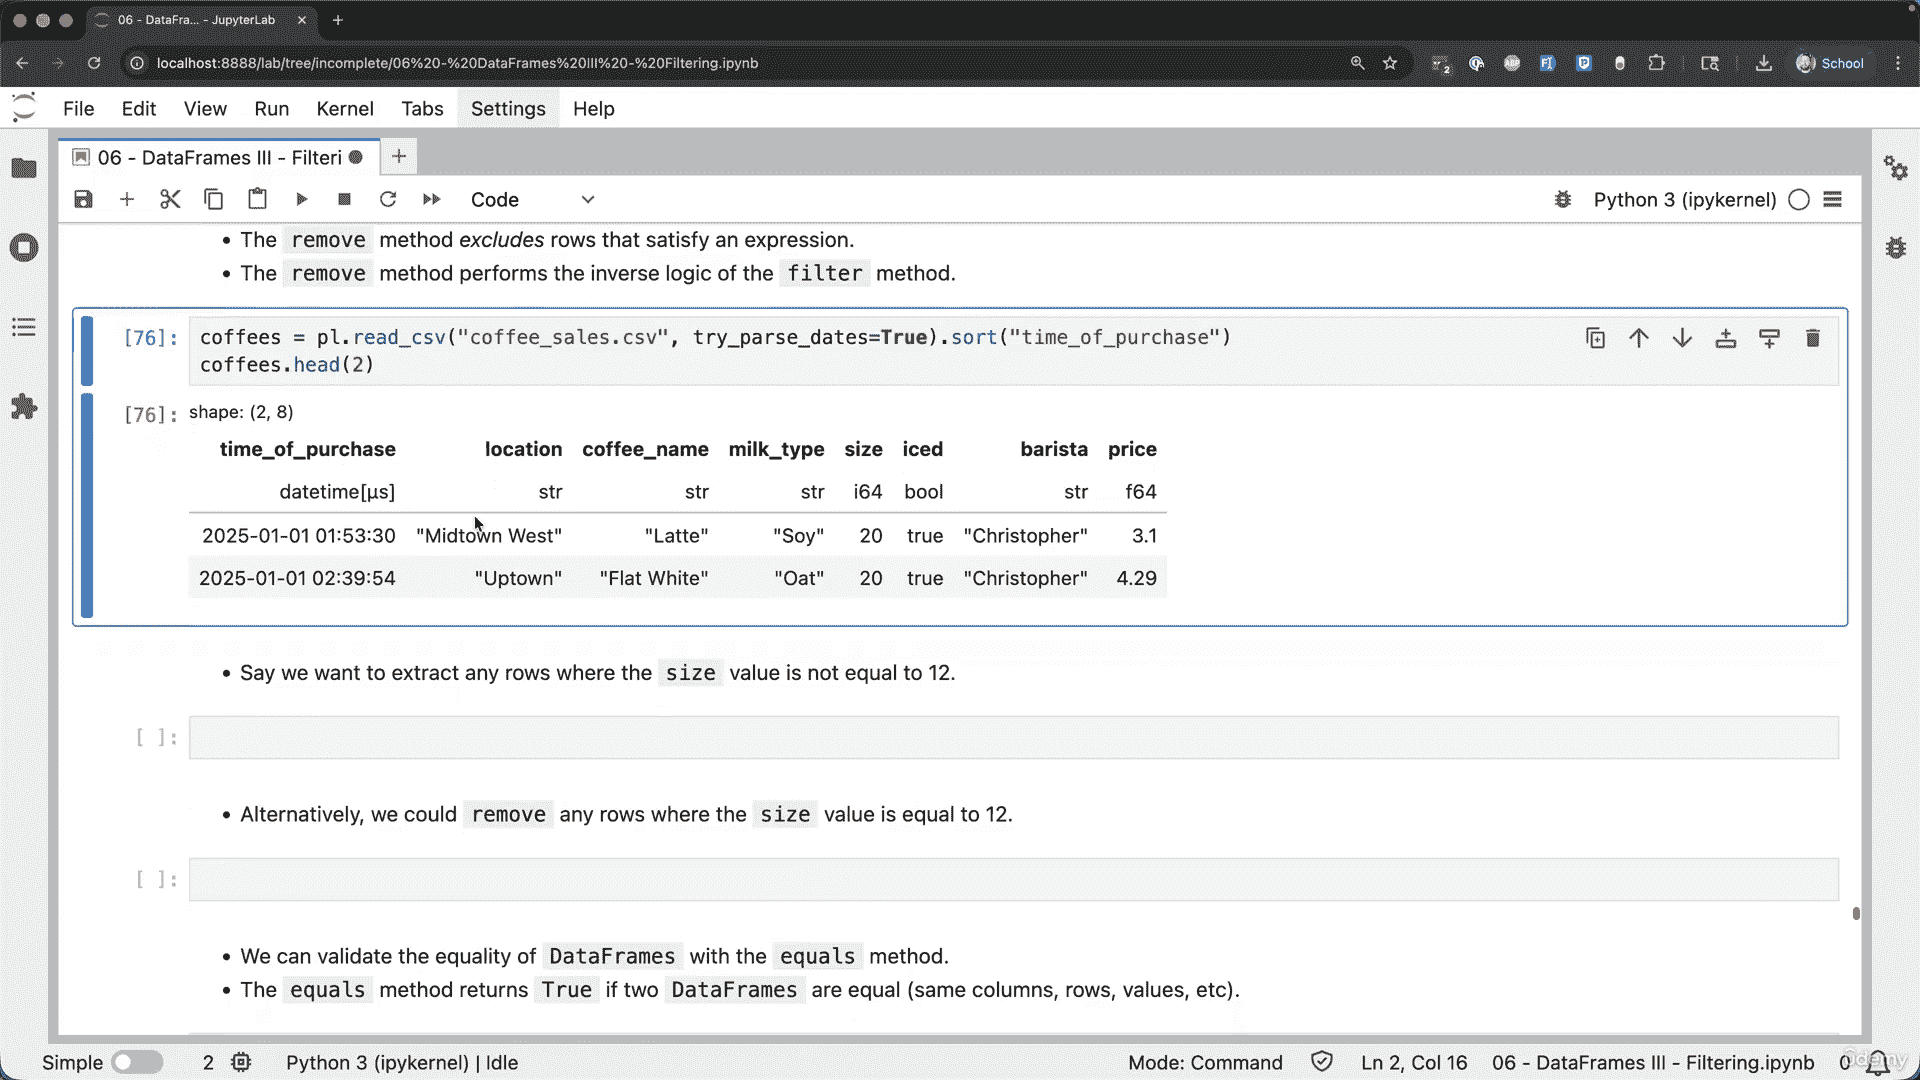 06 - DataFra... - JupyterLab
localhost:8888/lab/tree/incomplete/06%20-%20DataFrames%20III%20-%20Filtering.ipynb
2
ABP
School
File Edit View Run Kernel Tabs Settings Help
06 - DataFrames III - Filteri
Code
Python 3 (ipykernel)
• The remove method excludes rows that satisfy an expression.
• The remove method performs the inverse logic of the filter method.
[76]: coffees = pl.read_csv("coffee_sales.csv", try_parse_dates=True).sort("time_of_purchase")
coffees.head(2)
[76]: shape: (2, 8)
time_of_purchase location coffee_name milk_type size iced barista price
datetime[μs] str str str i64 bool str f64
2025-01-01 01:53:30 "Midtown West" "Latte" "Soy" 20 true "Christopher" 3.1
2025-01-01 02:39:54 "Uptown" "Flat White" "Oat" 20 true "Christopher" 4.29
• Say we want to extract any rows where the size value is not equal to 12.
[ ]:
• Alternatively, we could remove any rows where the size value is equal to 12.
[ ]:
• We can validate the equality of DataFrames with the equals method.
• The equals method returns True if two DataFrames are equal (same columns, rows, values, etc).
Simple 2 Python 3 (ipykernel) | Idle Mode: Command Ln 2, Col 16 06 - DataFrames III - Filtering.ipynb 0
Udemy